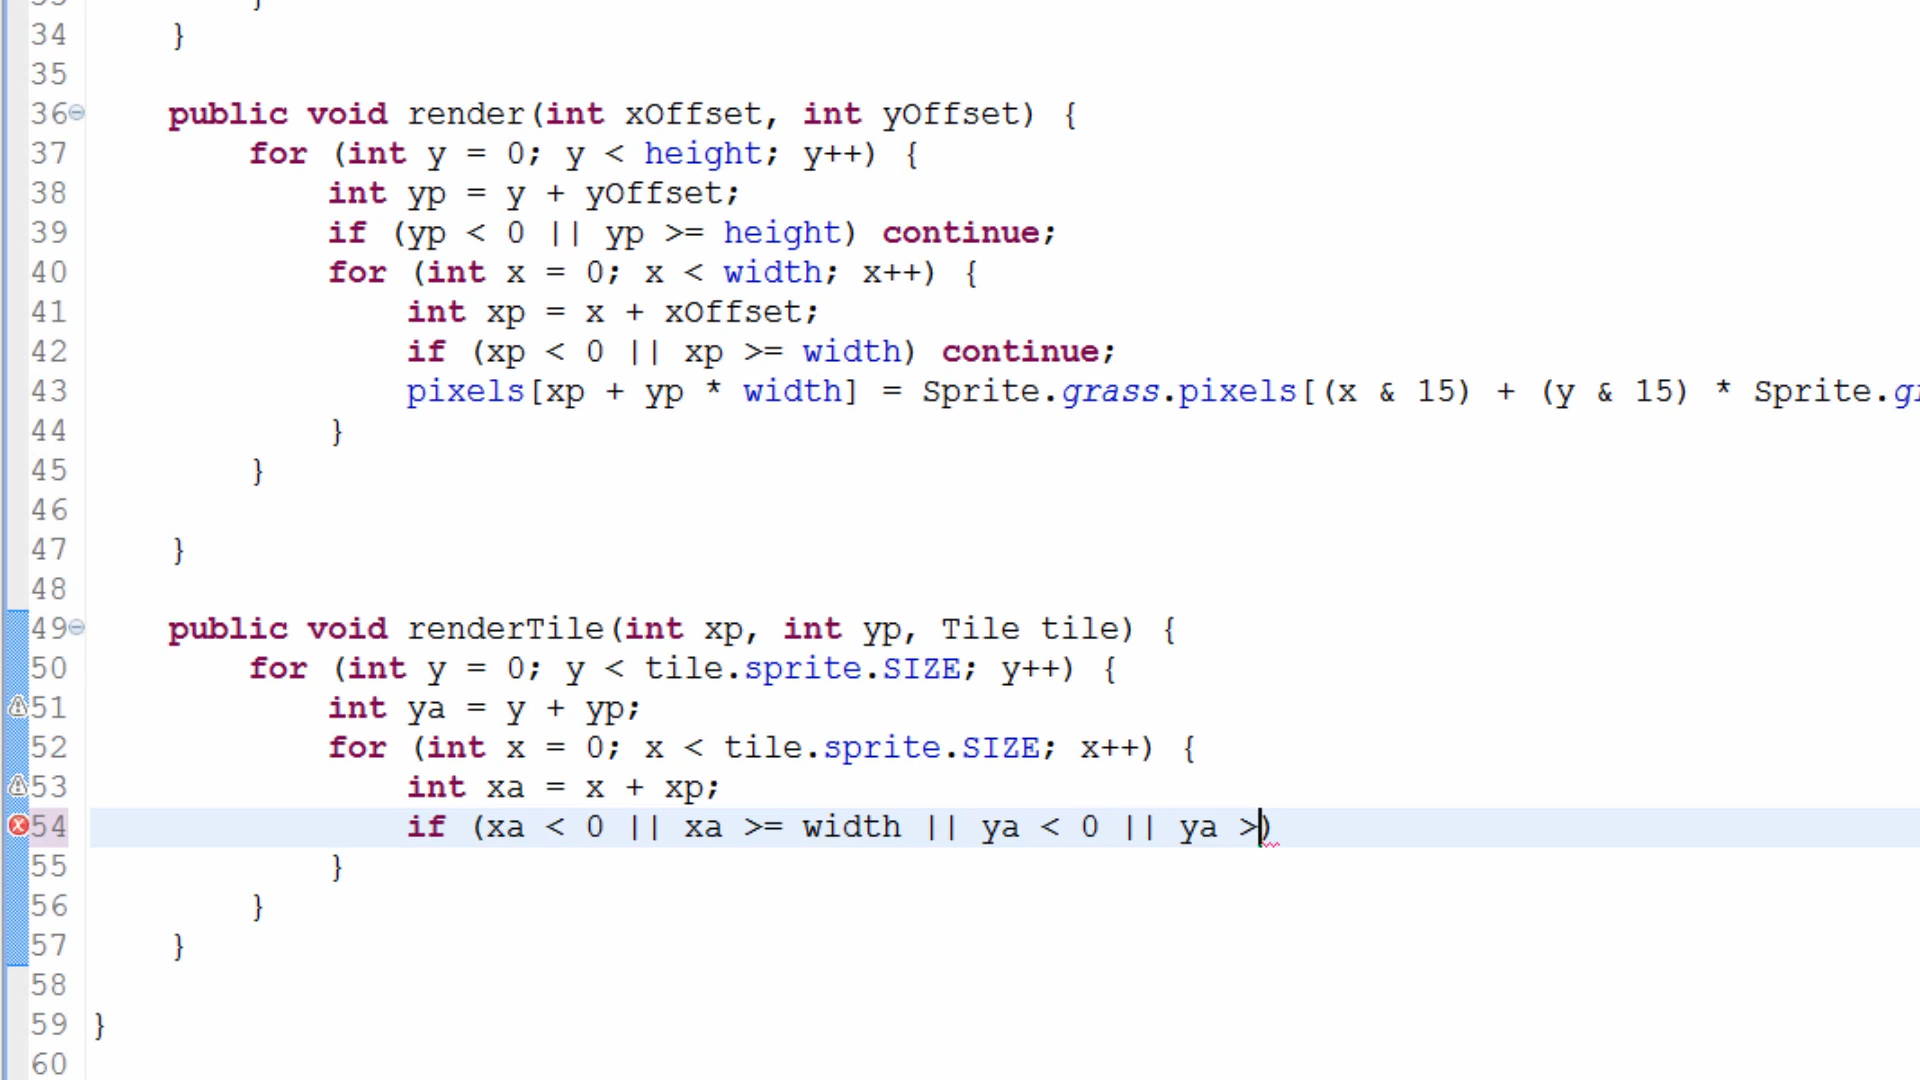 34 }
35
36 public void render(int xOffset, int yOffset) {
37 for (int y = 0; y < height; y++) {
38 int yp = y + yOffset;
39 if (yp < 0 || yp >= height) continue;
40 for (int x = 0; x < width; x++) {
41 int xp = x + xOffset;
42 if (xp < 0 || xp >= width) continue;
43 pixels[xp + yp * width] = Sprite.grass.pixels[(x & 15) + (y & 15) * Sprite.
44 }
45 }
46
47 }
48
49 public void renderTile(int xp, int yp, Tile tile) {
50 for (int y = 0; y < tile.sprite.SIZE; y++) {
51 int ya = y + yp;
52 for (int x = 0; x < tile.sprite.SIZE; x++) {
53 int xa = x + xp;
54 if (xa < 0 || xa >= width || ya < 0 || ya >)
55 }
56 }
57 }
58
59 }
60